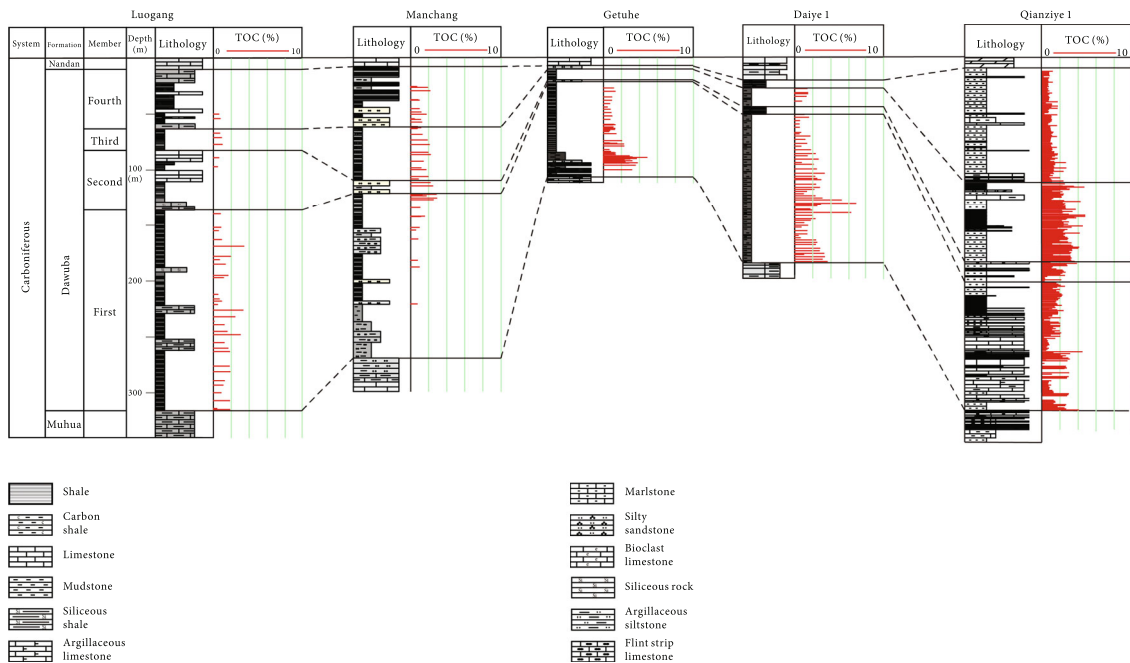 Luogang
Manchang
Getuhe
Daiye 1
Qianziye 1
System
Formation
Member
Depth
(m)
Lithology
TOC (%)
0
10
Lithology
TOC (%)
0
10
Lithology
TOC (%)
0
10
Lithology
TOC (%)
0
10
Lithology
TOC (%)
0
10
Nandan
Fourth
Third
100
(m)
Second
Carboniferous
Dawuba
200
First
300
Muhua
Shale
Carbon
shale
Limestone
Mudstone
Siliceous
shale
Argillaceous
limestone
Marlstone
Silty
sandstone
Bioclast
limestone
Siliceous rock
Argillaceous
siltstone
Flint strip
limestone